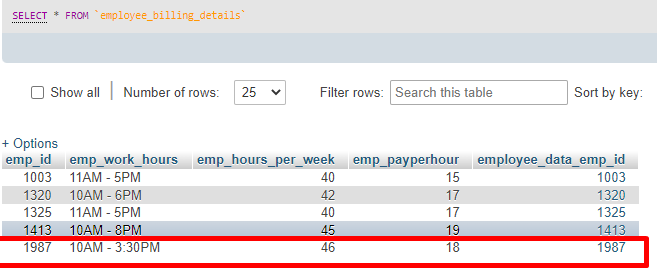 SELECT * FROM `employee_billing_details`
Show all | Number of rows: 25 Filter rows: Search this table Sort by key:
+ Options
emp_id emp_work_hours emp_hours_per_week emp_payperhour employee_data_emp_id
1003 11AM - 5PM 40 15 1003
1320 10AM - 6PM 42 17 1320
1325 11AM - 5PM 40 17 1325
1413 10AM - 8PM 45 19 1413
1987 10AM - 3:30PM 46 18 1987